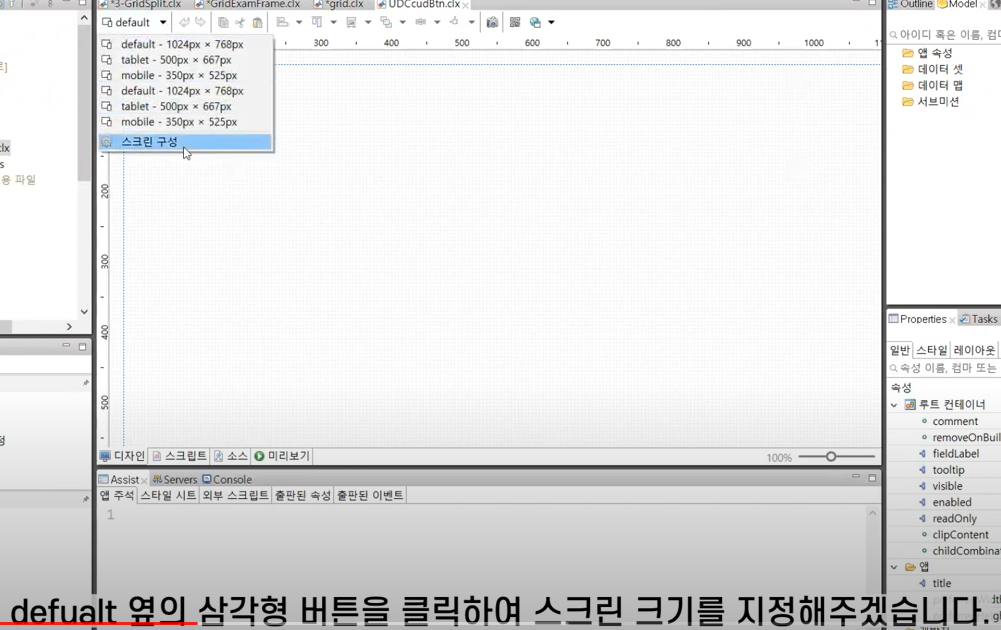 *3-GridSplit.clx *GridExamFrame.clx *grid.clx UDCcudBtn.clx
Outline Model
default
아이디 혹은 이름, 컴마
default - 1024px × 768px
tablet - 500px × 667px
mobile - 350px × 525px
default - 1024px × 768px
tablet - 500px × 667px
mobile - 350px × 525px
스크린 구성
300 400 500 600 700 800 900 1000
앱 속성
데이터 셋
데이터 맵
서브미션
용 파일
200
300
400
500
디자인 스크립트 소스 미리보기
100%
Assist Servers Console
앱 주석 스타일 시트 외부 스크립트 출판된 속성 출판된 이벤트
1
Properties Tasks
일반 스타일 레이아웃
속성 이름, 컴마 또는
속성
루트 컨테이너
comment
removeOnBuil
fieldLabel
tooltip
visible
enabled
readOnly
clipContent
childCombina
앱
title
defualt 옆의 삼각형 버튼을 클릭하여 스크린 크기를 지정해주겠습니다.